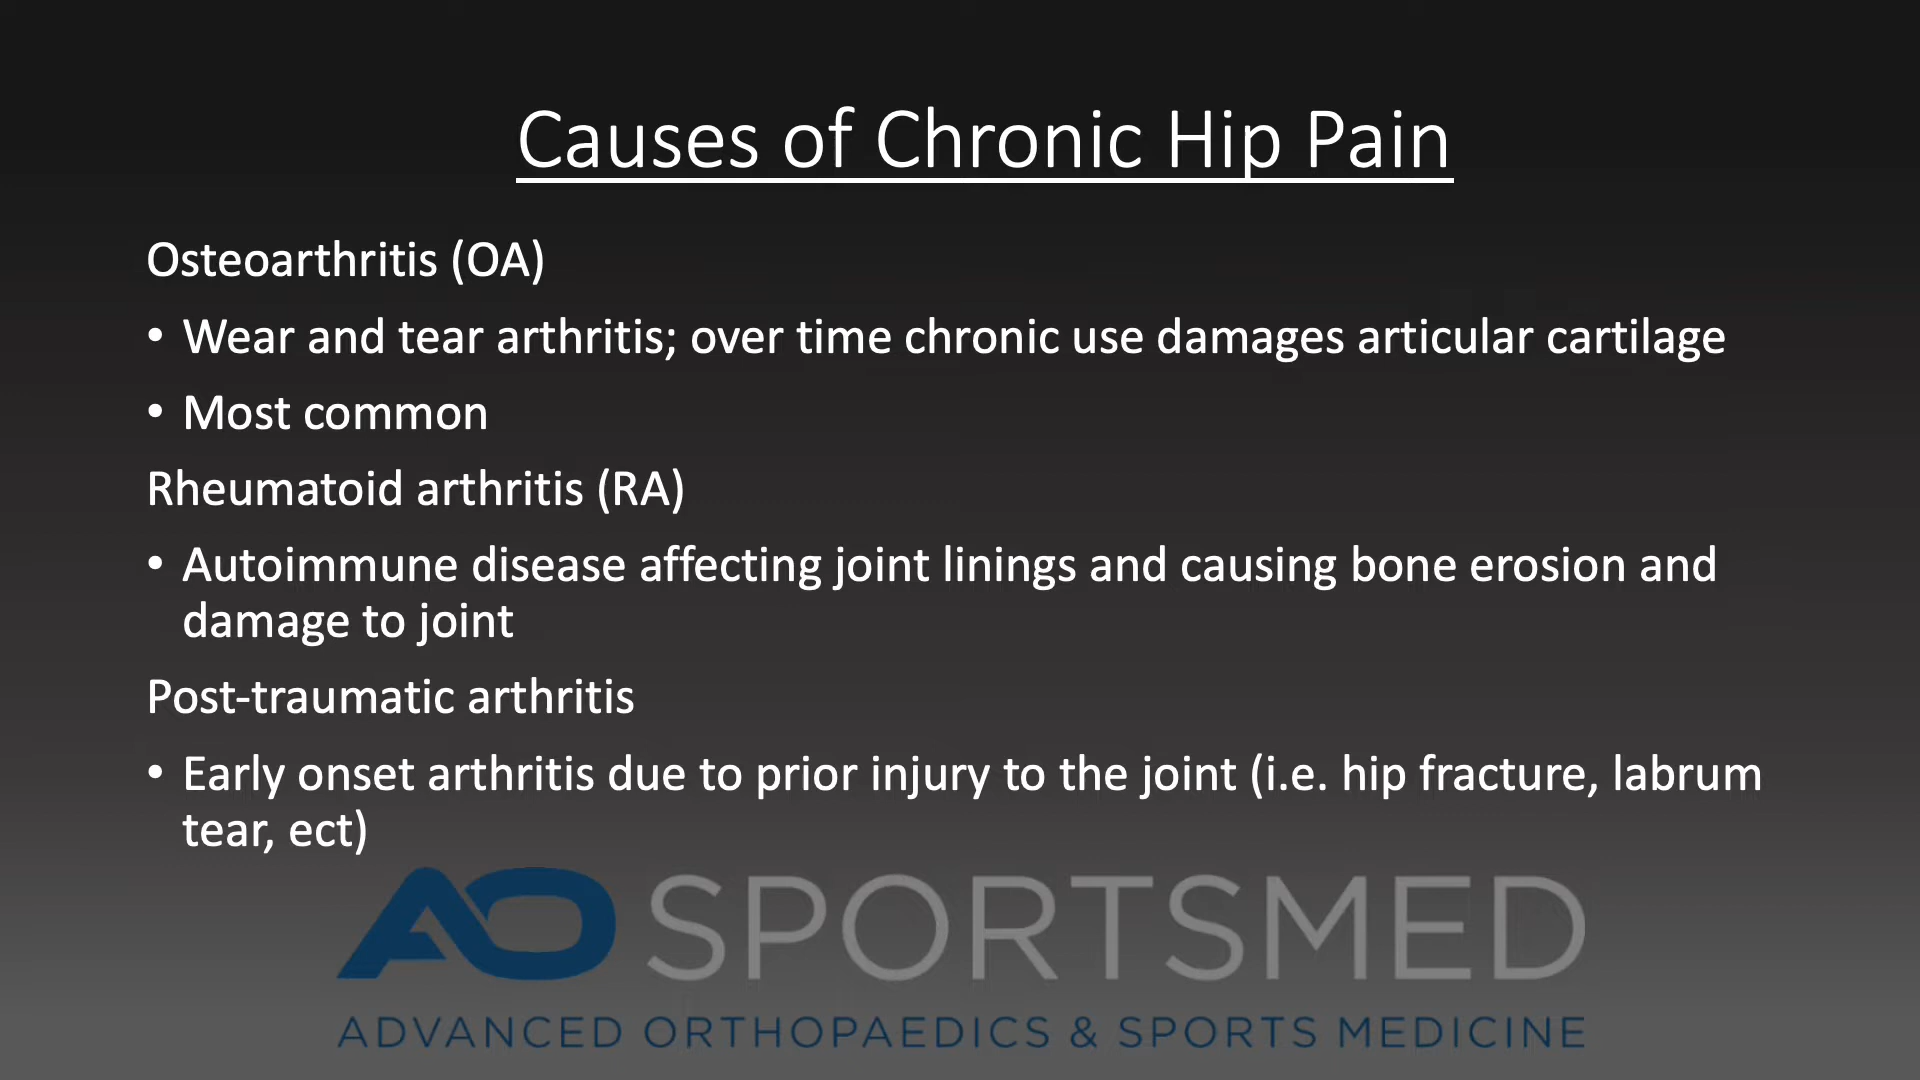 Causes of Chronic Hip Pain
Osteoarthritis (OA)
• Wear and tear arthritis; over time chronic use damages articular cartilage
• Most common
Rheumatoid arthritis (RA)
• Autoimmune disease affecting joint linings and causing bone erosion and
damage to joint
Post-traumatic arthritis
• Early onset arthritis due to prior injury to the joint (i.e. hip fracture, labrum
tear, ect)
AO SPORTSMED
ADVANCED ORTHOPAEDICS & SPORTS MEDICINE